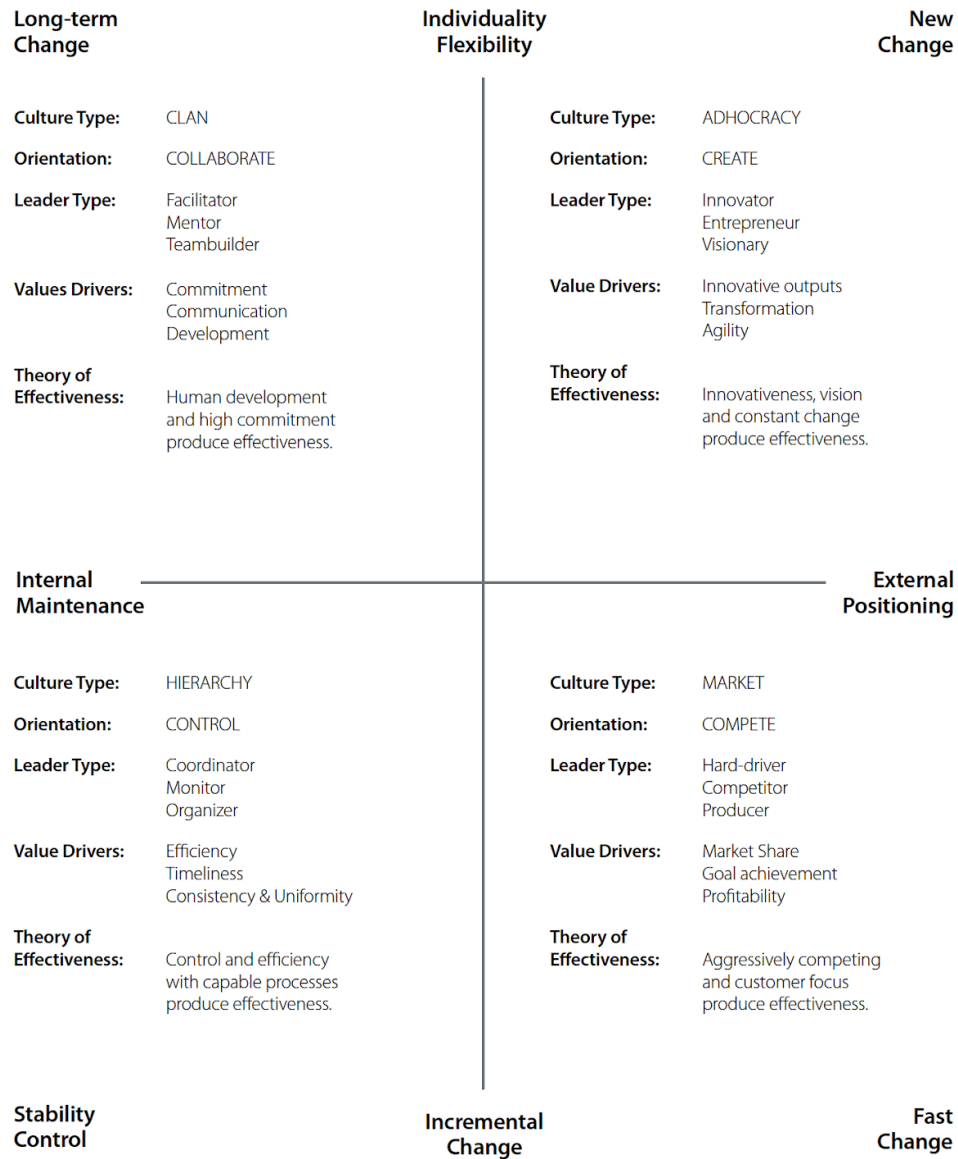 Long-term
Change
Individuality
Flexibility
New
Change
Culture Type: CLAN
Orientation: COLLABORATE
Leader Type: Facilitator
Mentor
Teambuilder
Values Drivers: Commitment
Communication
Development
Theory of
Effectiveness: Human development
and high commitment
produce effectiveness.
Culture Type: ADHOCRACY
Orientation: CREATE
Leader Type: Innovator
Entrepreneur
Visionary
Value Drivers: Innovative outputs
Transformation
Agility
Theory of
Effectiveness: Innovativeness, vision
and constant change
produce effectiveness.
Internal
Maintenance
External
Positioning
Culture Type: HIERARCHY
Orientation: CONTROL
Leader Type: Coordinator
Monitor
Organizer
Value Drivers: Efficiency
Timeliness
Consistency & Uniformity
Theory of
Effectiveness: Control and efficiency
with capable processes
produce effectiveness.
Culture Type: MARKET
Orientation: COMPETE
Leader Type: Hard-driver
Competitor
Producer
Value Drivers: Market Share
Goal achievement
Profitability
Theory of
Effectiveness: Aggressively competing
and customer focus
produce effectiveness.
Stability
Control
Incremental
Change
Fast
Change